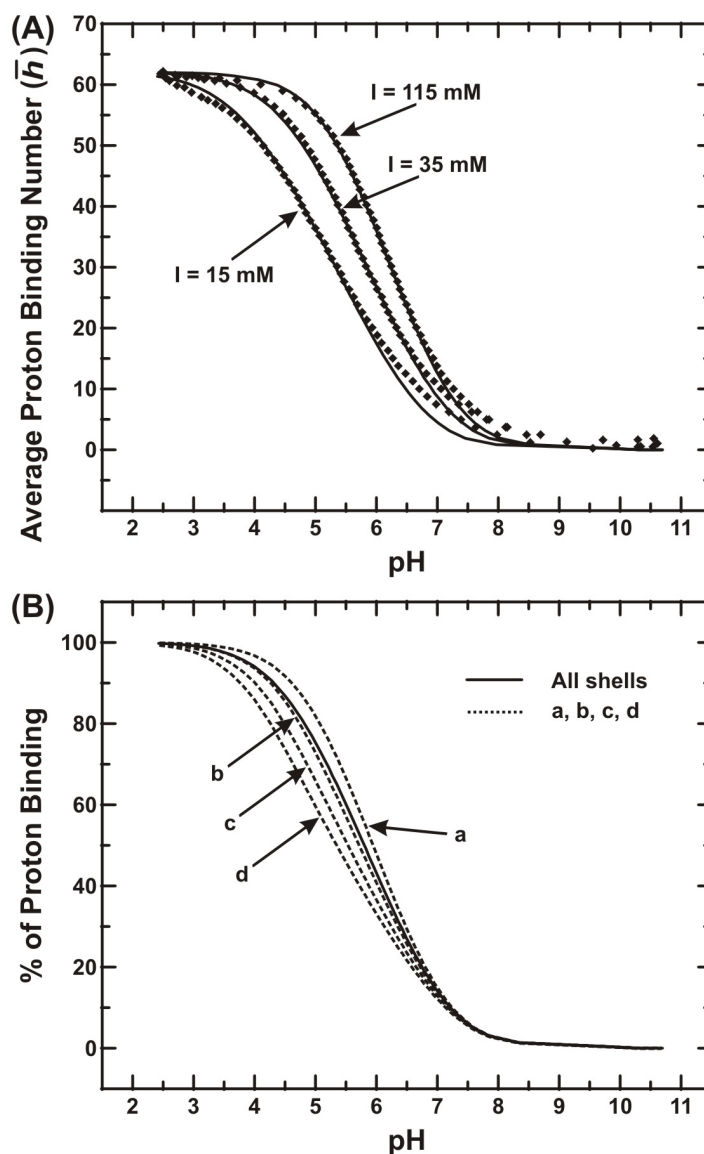 (A)
Average Proton Binding Number (h̅)
70
60
50
40
30
20
10
0
I = 115 mM
I = 35 mM
I = 15 mM
2 3 4 5 6 7 8 9 10 11
pH
(B)
% of Proton Binding
100
80
60
40
20
0
All shells
a, b, c, d
b
c
d
a
2 3 4 5 6 7 8 9 10 11
pH